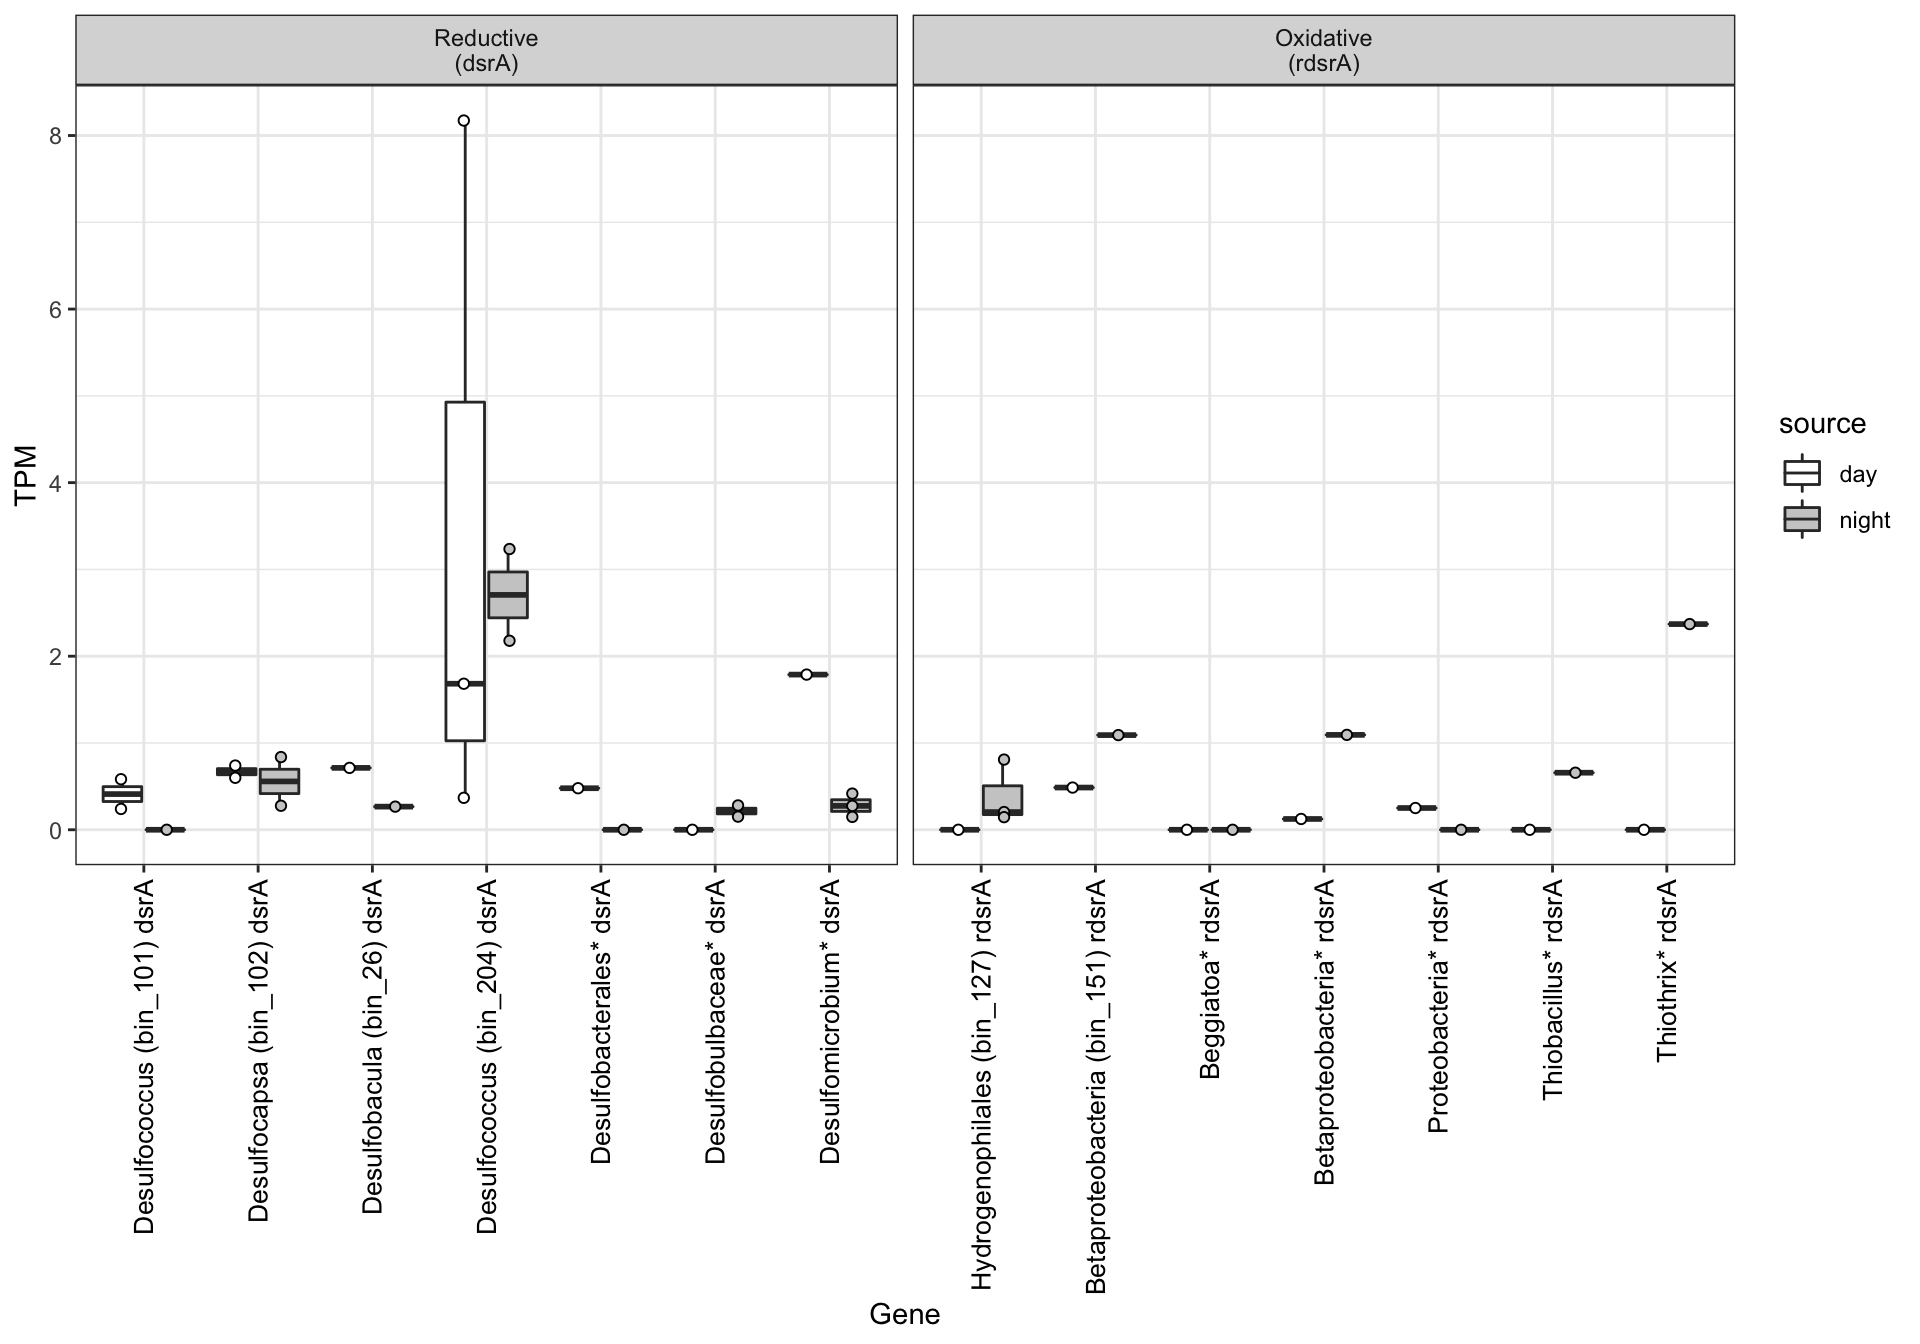 Reductive
(dsrA)
Oxidative
(rdsrA)
8
6
4
2
0
TPM
source
day
night
Desulfococcus (bin_101) dsrA
Desulfocapsa (bin_102) dsrA
Desulfobacula (bin_26) dsrA
Desulfococcus (bin_204) dsrA
Desulfobacterales* dsrA
Desulfobulbaceae* dsrA
Desulfomicrobium* dsrA
Hydrogenophilales (bin_127) rdsrA
Betaproteobacteria (bin_151) rdsrA
Beggiatoa* rdsrA
Betaproteobacteria* rdsrA
Proteobacteria* rdsrA
Thiobacillus* rdsrA
Thiothrix* rdsrA
Gene